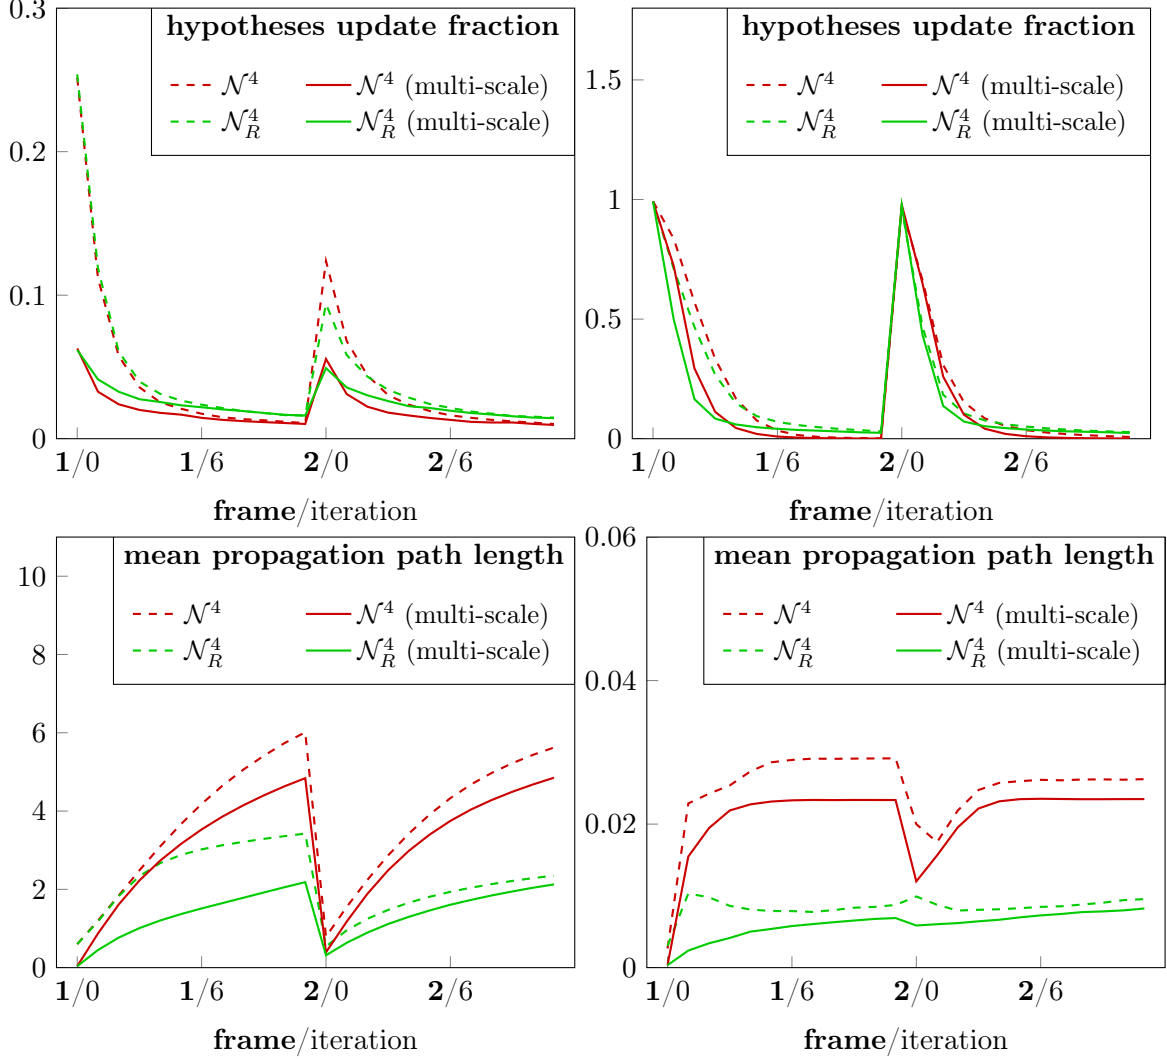 0.3
hypotheses update fraction
𝒩⁴
𝒩⁴ (multi-scale)
𝒩⁴_R
𝒩⁴_R (multi-scale)
0.2
0.1
0
1/0
1/6
2/0
2/6
frame/iteration
hypotheses update fraction
1.5
𝒩⁴
𝒩⁴ (multi-scale)
𝒩⁴_R
𝒩⁴_R (multi-scale)
1
0.5
0
1/0
1/6
2/0
2/6
frame/iteration
mean propagation path length
10
𝒩⁴
𝒩⁴ (multi-scale)
𝒩⁴_R
𝒩⁴_R (multi-scale)
8
6
4
2
0
1/0
1/6
2/0
2/6
frame/iteration
0.06
mean propagation path length
𝒩⁴
𝒩⁴ (multi-scale)
𝒩⁴_R
𝒩⁴_R (multi-scale)
0.04
0.02
0
1/0
1/6
2/0
2/6
frame/iteration